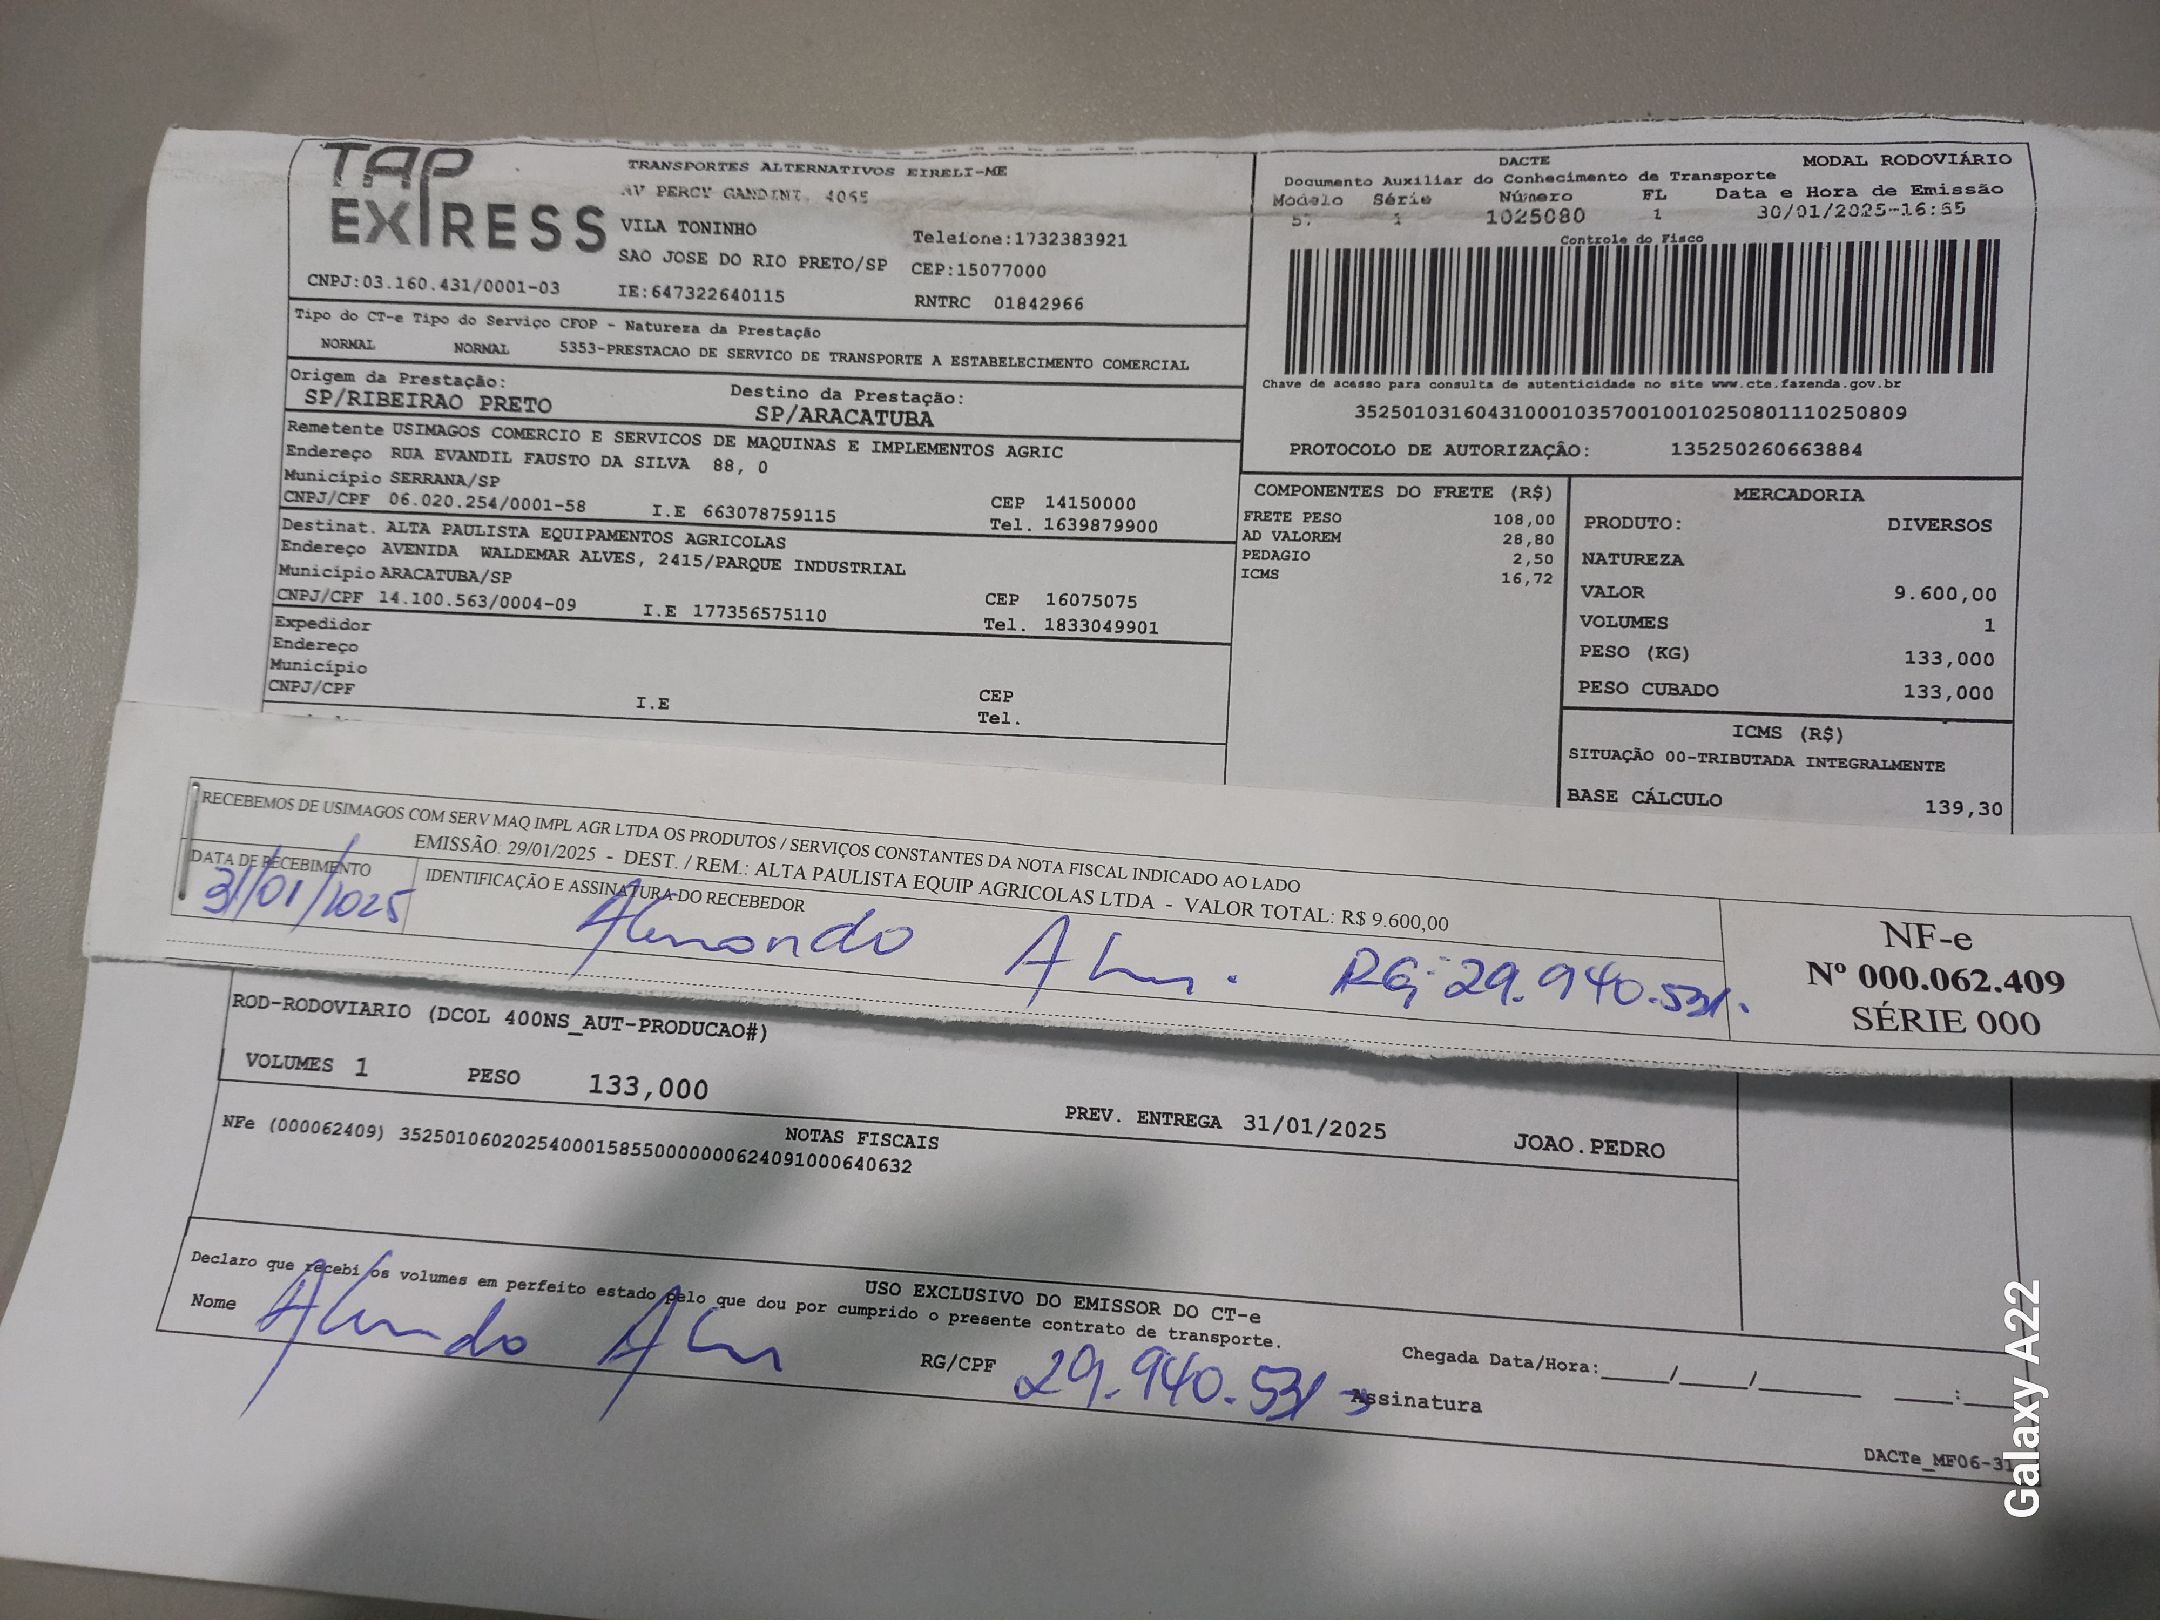 TAP
EXPRESS
TRANSPORTES ALTERNATIVOS EIRELI-ME
AV PERCY GANDINI, 4065
VILA TONINHO
Telefone:1732383921
SAO JOSE DO RIO PRETO/SP CEP:15077000
CNPJ:03.160.431/0001-03 IE:647322640115 RNTRC 01842966
Tipo do CT-e Tipo do Serviço CFOP - Natureza da Prestação
NORMAL NORMAL 5353-PRESTACAO DE SERVICO DE TRANSPORTE A ESTABELECIMENTO COMERCIAL
Origem da Prestação: Destino da Prestação:
SP/RIBEIRAO PRETO SP/ARACATUBA
Remetente USIMAGOS COMERCIO E SERVICOS DE MAQUINAS E IMPLEMENTOS AGRIC
Endereço RUA EVANDIL FAUSTO DA SILVA 88, 0
Município SERRANA/SP CEP 14150000
CNPJ/CPF 06.020.254/0001-58 I.E 663078759115 Tel. 1639879900
Destinat. ALTA PAULISTA EQUIPAMENTOS AGRICOLAS
Endereço AVENIDA WALDEMAR ALVES, 2415/PARQUE INDUSTRIAL
Município ARACATUBA/SP CEP 16075075
CNPJ/CPF 14.100.563/0004-09 I.E 177356575110 Tel. 1833049901
Expedidor
Endereço
Município CEP
CNPJ/CPF I.E Tel.
DACTE MODAL RODOVIÁRIO
Documento Auxiliar do Conhecimento de Transporte
Modelo Série Número FL Data e Hora de Emissão
1 1025080 1 30/01/2025-16:55
Controle do Fisco
Chave de acesso para consulta de autenticidade no site www.cte.fazenda.gov.br
35250103160431000103570010010250801110250809
PROTOCOLO DE AUTORIZAÇÂO: 135250260663884
COMPONENTES DO FRETE (R$)
FRETE PESO 108,00
AD VALOREM 28,80
PEDAGIO 2,50
ICMS 16,72
MERCADORIA
PRODUTO: DIVERSOS
NATUREZA
VALOR 9.600,00
VOLUMES 1
PESO (KG) 133,000
PESO CUBADO 133,000
ICMS (R$)
SITUAÇÃO 00-TRIBUTADA INTEGRALMENTE
BASE CÁLCULO 139,30
RECEBEMOS DE USIMAGOS COM SERV MAQ IMPL AGR LTDA OS PRODUTOS / SERVIÇOS CONSTANTES DA NOTA FISCAL INDICADO AO LADO
EMISSÃO: 29/01/2025 - DEST. / REM.: ALTA PAULISTA EQUIP AGRICOLAS LTDA - VALOR TOTAL: R$ 9.600,00
DATA DE RECEBIMENTO IDENTIFICAÇÃO E ASSINATURA DO RECEBEDOR
31/01/2025
RG: 29.940.531.
NF-e
Nº 000.062.409
SÉRIE 000
ROD-RODOVIARIO (DCOL 400NS_AUT-PRODUCAO#)
VOLUMES 1 PESO 133,000 PREV. ENTREGA 31/01/2025 JOAO.PEDRO
NOTAS FISCAIS
NFe (000062409) 35250106020254000158550000000624091000640632
USO EXCLUSIVO DO EMISSOR DO CT-e
Declaro que recebi os volumes em perfeito estado pelo que dou por cumprido o presente contrato de transporte.
Nome RG/CPF 29.940.531 Chegada Data/Hora:____/____/______ ___:___
Assinatura
DACTe_MF06-31
Galaxy A22